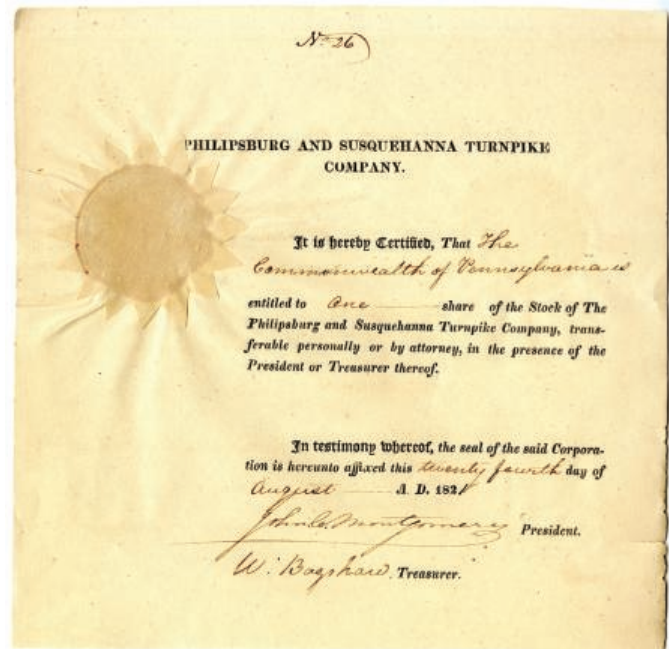 No 26
PHILIPSBURG AND SUSQUEHANNA TURNPIKE
COMPANY.
It is hereby Certified, That The
Commonwealth of Pennsylvania is
entitled to One share of the Stock of The
Philipsburg and Susquehanna Turnpike Company, trans-
ferable personally or by attorney, in the presence of the
President or Treasurer thereof.
In testimony whereof, the seal of the said Corpora-
tion is hereunto affixed this twenty fourth day of
August A. D. 1821
John C. Montgomery President.
W. Bagshaw Treasurer.